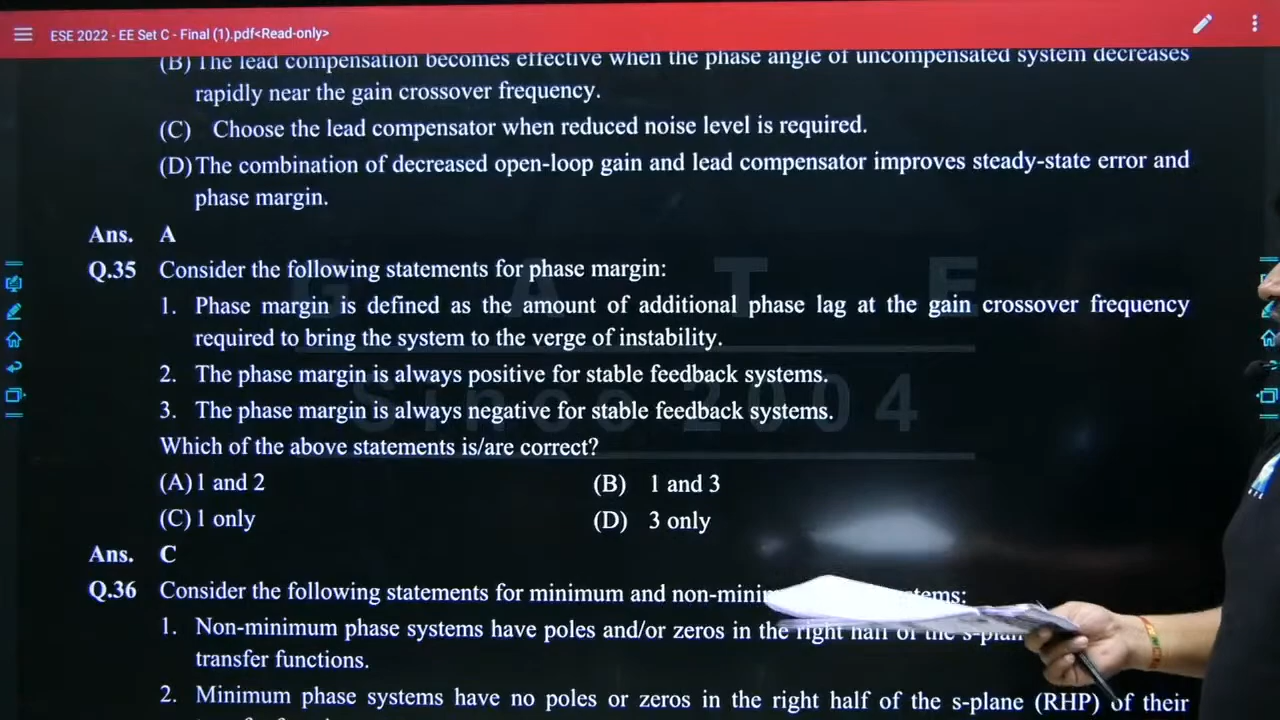 ESE 2022 - EE Set C - Final (1).pdf<Read-only>
(B) The lead compensation becomes effective when the phase angle of uncompensated system decreases
rapidly near the gain crossover frequency.
(C) Choose the lead compensator when reduced noise level is required.
(D) The combination of decreased open-loop gain and lead compensator improves steady-state error and
phase margin.
Ans. A
Q.35 Consider the following statements for phase margin:
1. Phase margin is defined as the amount of additional phase lag at the gain crossover frequency
required to bring the system to the verge of instability.
2. The phase margin is always positive for stable feedback systems.
3. The phase margin is always negative for stable feedback systems.
Which of the above statements is/are correct?
(A) 1 and 2 (B) 1 and 3
(C) 1 only (D) 3 only
Ans. C
GATE
Since 2004
Q.36 Consider the following statements for minimum and
1. Non-minimum phase systems have poles and/or zeros in the right half of the
transfer functions.
2. Minimum phase systems have no poles or zeros in the right half of the s-plane (RHP) of their